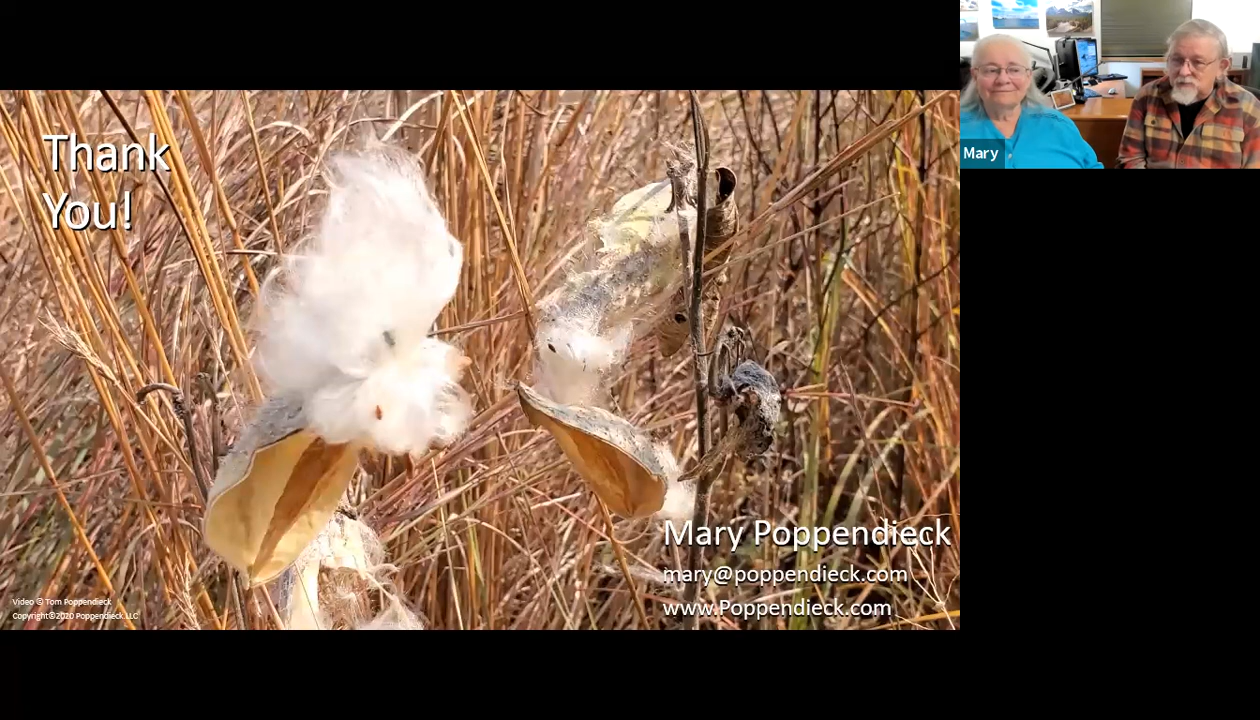 Thank
You!
Mary
Mary Poppendieck
mary@poppendieck.com
www.Poppendieck.com
Video © Tom Poppendieck
Copyright©2020 Poppendieck.LLC